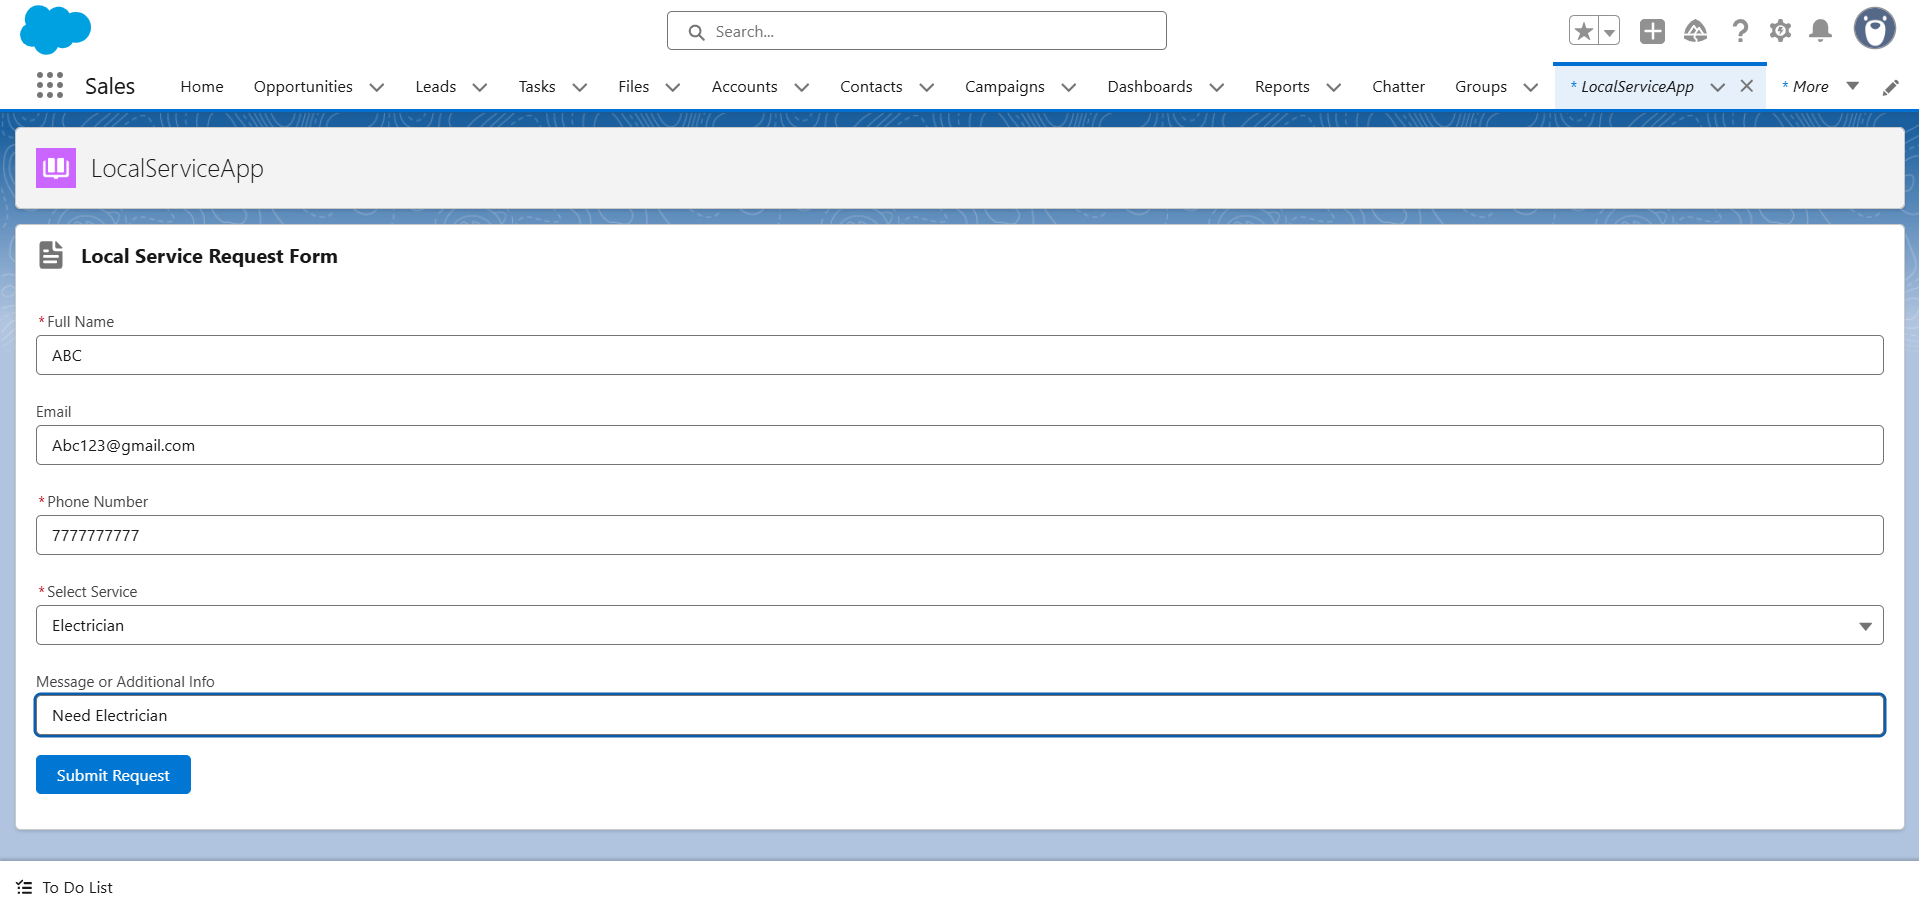 Search...
Sales
Home
Opportunities
Leads
Tasks
Files
Accounts
Contacts
Campaigns
Dashboards
Reports
Chatter
Groups
* LocalServiceApp
* More
LocalServiceApp
Local Service Request Form
*Full Name
ABC
Email
Abc123@gmail.com
*Phone Number
7777777777
*Select Service
Electrician
Message or Additional Info
Need Electrician
Submit Request
To Do List